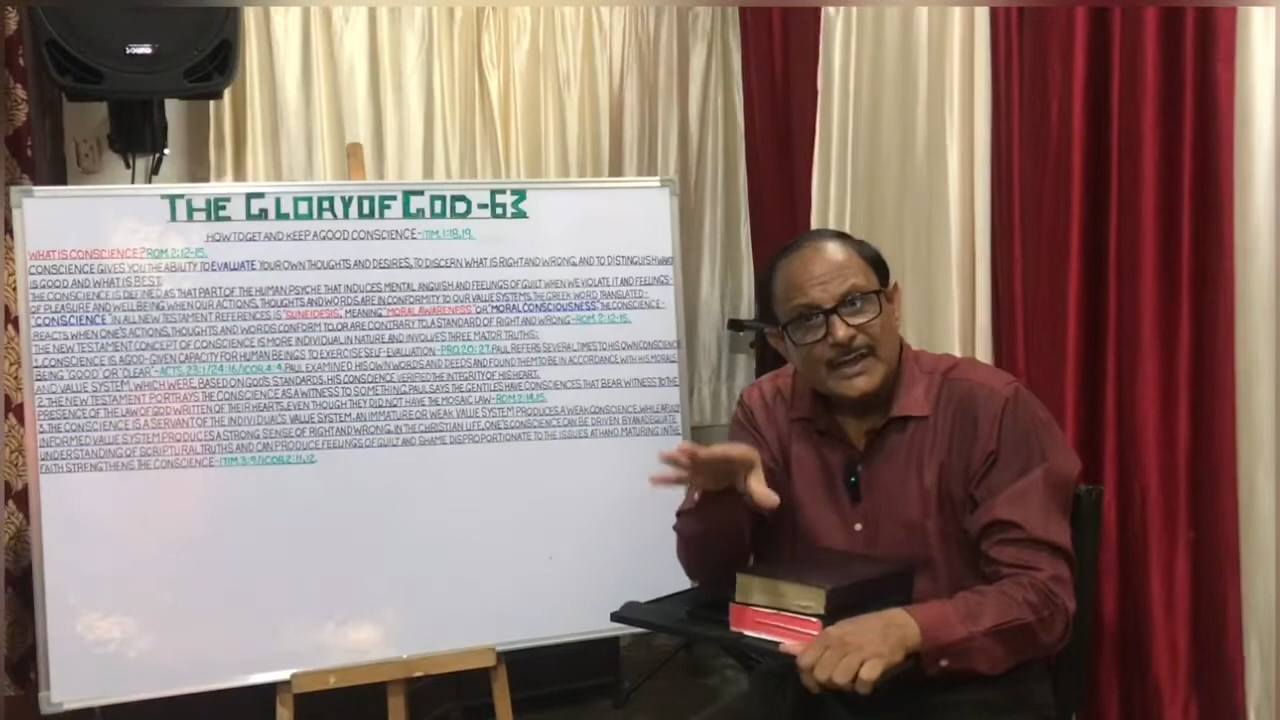 SOUND
THE GLORY OF GOD -63
HOW TO GET AND KEEP A GOOD CONSCIENCE-1TIM.1:18,19.
WHAT IS CONSCIENCE? ROM.2:12-15.
CONSCIENCE GIVES YOU THE ABILITY TO EVALUATE YOUR OWN THOUGHTS AND DESIRES, TO DISCERN WHAT IS RIGHT AND WRONG, AND TO DISTINGUISH WHAT
IS GOOD AND WHAT IS BEST.
THE CONSCIENCE IS DEFINED AS THAT PART OF THE HUMAN PSYCHE THAT INDUCES MENTAL ANGUISH AND FEELINGS OF GUILT WHEN WE VIOLATE IT AND FEELINGS-
OF PLEASURE AND WELL BEING WHEN OUR ACTIONS, THOUGHTS AND WORDS ARE IN CONFORMITY TO OUR VALUE SYSTEMS. THE GREEK WORD TRANSLATED-
"CONSCIENCE" IN ALL NEW TESTAMENT REFERENCES IS "SUNEIDESIS, MEANING "MORAL AWARENESS" OR "MORAL CONSCIOUSNESS." THE CONSCIENCE-
REACTS WHEN ONE'S ACTIONS, THOUGHTS AND WORDS CONFORM TO, OR ARE CONTRARY TO A STANDARD OF RIGHT AND WRONG-ROM.2:12-15.
THE NEW TESTAMENT CONCEPT OF CONSCIENCE IS MORE INDIVIDUAL IN NATURE AND INVOLVES THREE MAJOR TRUTHS:
1. CONSCIENCE IS A GOD-GIVEN CAPACITY FOR HUMAN BEINGS TO EXERCISE SELF-EVALUATION-PRO.20:27. PAUL REFERS SEVERAL TIMES TO HIS OWN CONSCIENCE
BEING "GOOD" OR "CLEAR"-ACTS.23:1/24:16/1COR.4:4. PAUL EXAMINED HIS OWN WORDS AND DEEDS AND FOUND THEM TO BE IN ACCORDANCE WITH HIS MORALS
AND VALUE SYSTEM, WHICH WERE, BASED ON GOD'S STANDARDS. HIS CONSCIENCE VERIFIED THE INTEGRITY OF HIS HEART.
2. THE NEW TESTAMENT PORTRAYS THE CONSCIENCE AS A WITNESS TO SOMETHING. PAUL SAYS THE GENTILES HAVE CONSCIENCES THAT BEAR WITNESS TO THE
PRESENCE OF THE LAW OF GOD WRITTEN OF THEIR HEARTS, EVEN THOUGH THEY DID NOT HAVE THE MOSAIC LAW-ROM.2:14,15.
3. THE CONSCIENCE IS A SERVANT OF THE INDIVIDUAL'S VALUE SYSTEM. AN IMMATURE OR WEAK VALUE SYSTEM PRODUCES A WEAK CONSCIENCE, WHILE A FULLY
INFORMED VALUE SYSTEM PRODUCES A STRONG SENSE OF RIGHT AND WRONG. IN THE CHRISTIAN LIFE, ONE'S CONSCIENCE CAN BE DRIVEN BY AN ADEQUATE
UNDERSTANDING OF SCRIPTURAL TRUTHS AND CAN PRODUCE FEELINGS OF GUILT AND SHAME DISPROPORTIONATE TO THE ISSUES AT HAND. MATURING IN THE
FAITH STRENGTHENS THE CONSCIENCE-1TIM.3:9/1COR.2:11,12.